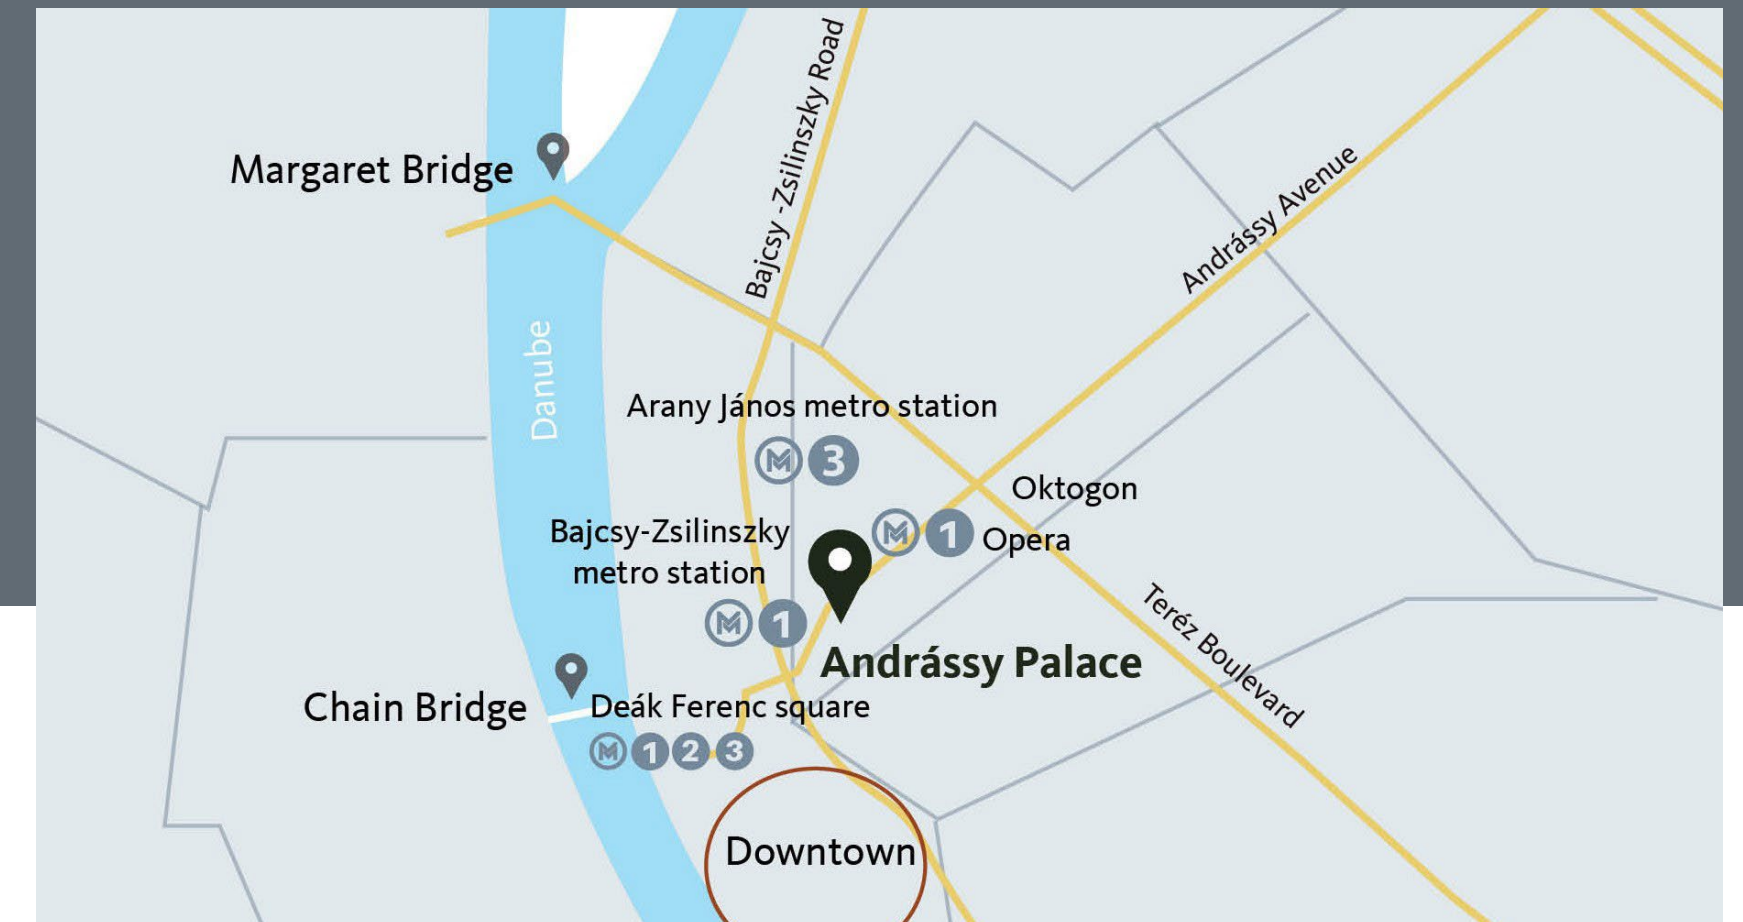 Bajcsy -Zsilinszky Road
Margaret Bridge
Andrássy Avenue
Danube
Arany János metro station
M 3
Oktogon
M 1 Opera
Bajcsy-Zsilinszky
metro station
M 1
Teréz Boulevard
Andrássy Palace
Chain Bridge
Deák Ferenc square
M 1 2 3
Downtown